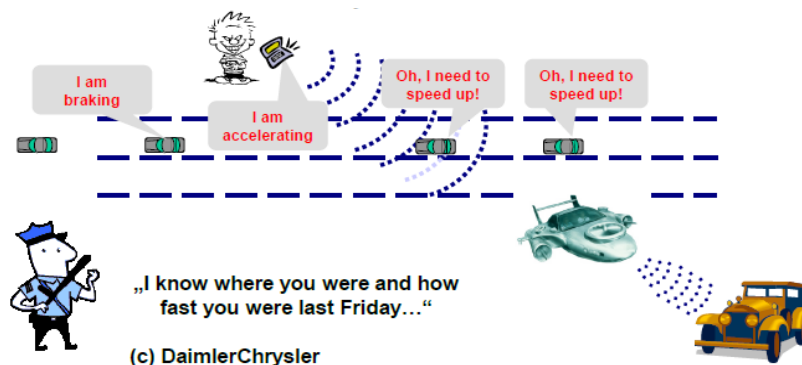 I am
braking
I am
accelerating
Oh, I need to
speed up!
Oh, I need to
speed up!
„I know where you were and how
fast you were last Friday…“
(c) DaimlerChrysler